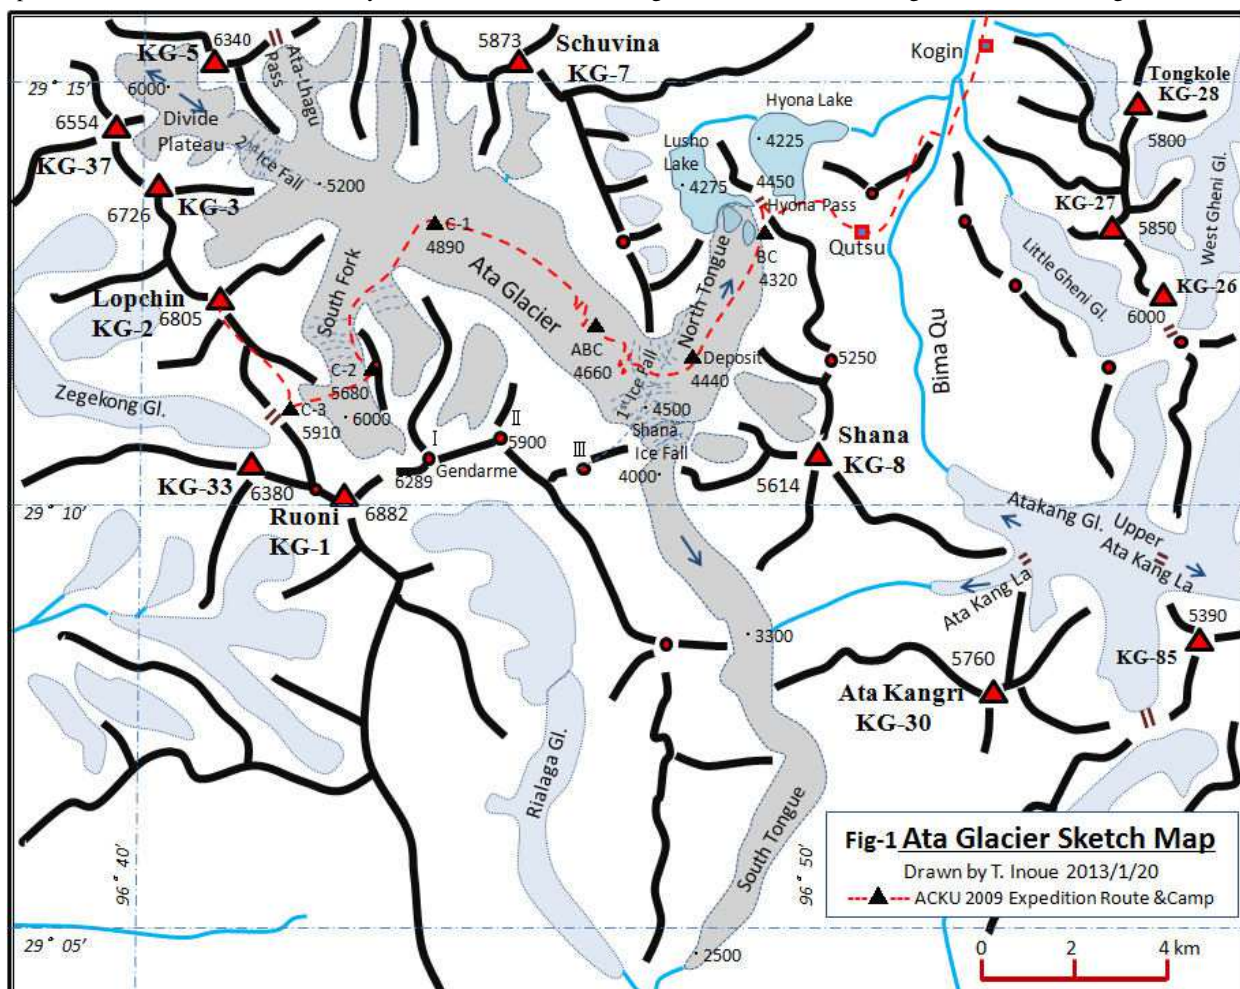 KG-5
6340
Ata-Lhagu
Pass
5873
Schuvina
KG-7
Kogin
Tongkole
KG-28
5800
29° 15′
6000
Divide
Plateau
Hyona Lake
4225
6554
KG-37
2nd Ice Fall
5200
Lusho
Lake
4275
4450
Hyona Pass
KG-3
6726
KG-27
5850
West Gheni Gl.
C-1
4890
Qutsu
BC
4320
Little Gheni Gl.
KG-26
6000
Lopchin
KG-2
6805
South Fork
Ata Glacier
North Tongue
ABC
4660
Deposit
4440
1st Ice Fall
5250
Bima Qu
C-2
5680
Zegekong Gl.
C-3
5910
6000
4500
Shana
Ice Fall
4000
I
Gendarme
6289
II
5900
III
Shana
KG-8
5614
KG-33
6380
Ruoni
KG-1
6882
29° 10′
Atakang Gl.
Upper
Ata Kang La
Ata Kang La
3300
5390
KG-85
5760
Ata Kangri
KG-30
Rialaga Gl.
South Tongue
96° 40′
96° 50′
29° 05′
2500
Fig-1 Ata Glacier Sketch Map
Drawn by T. Inoue 2013/1/20
ACKU 2009 Expedition Route &Camp
0 2 4 km